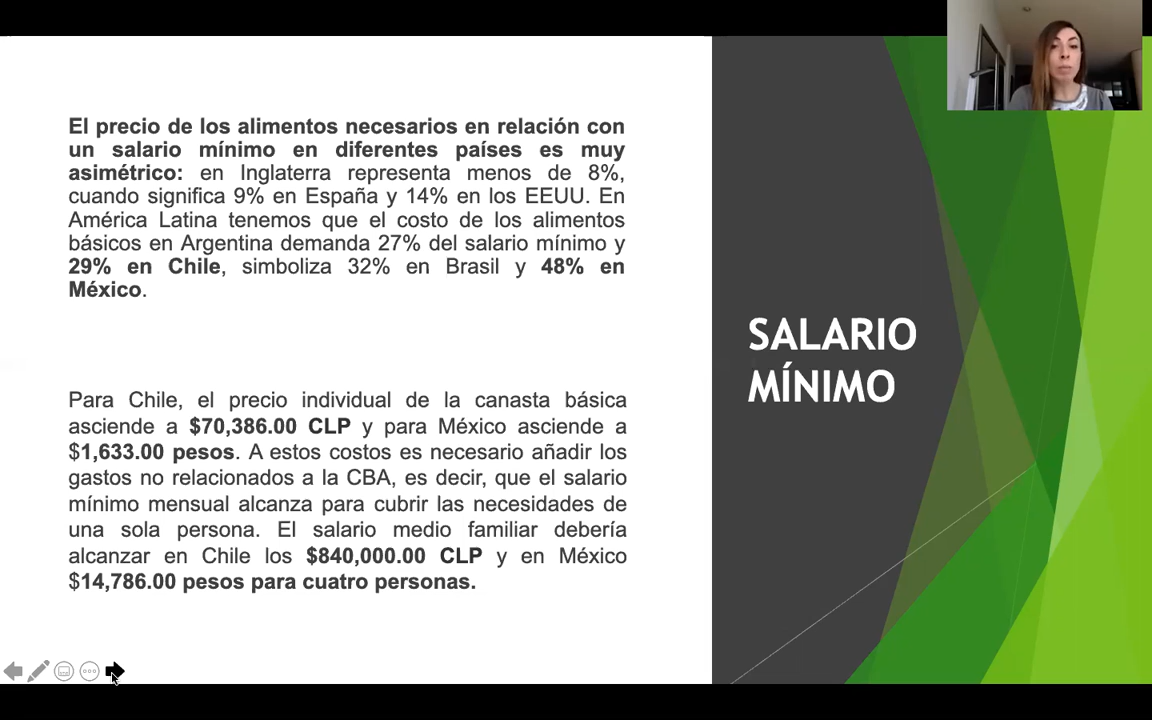 El precio de los alimentos necesarios en relación con
un salario mínimo en diferentes países es muy
asimétrico: en Inglaterra representa menos de 8%,
cuando significa 9% en España y 14% en los EEUU. En
América Latina tenemos que el costo de los alimentos
básicos en Argentina demanda 27% del salario mínimo y
29% en Chile, simboliza 32% en Brasil y 48% en
México.
Para Chile, el precio individual de la canasta básica
asciende a $70,386.00 CLP y para México asciende a
$1,633.00 pesos. A estos costos es necesario añadir los
gastos no relacionados a la CBA, es decir, que el salario
mínimo mensual alcanza para cubrir las necesidades de
una sola persona. El salario medio familiar debería
alcanzar en Chile los $840,000.00 CLP y en México
$14,786.00 pesos para cuatro personas.
SALARIO
MÍNIMO